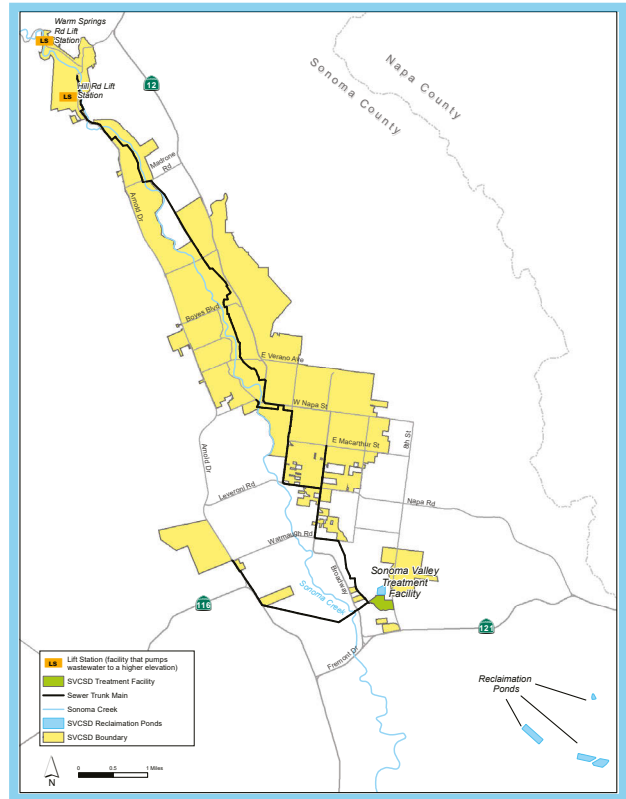 Warm Springs
Rd Lift
Station
LS
Hill Rd Lift
Station
LS
12
Napa County
Sonoma County
Madrone
Rd
Arnold Dr
Boyes Blvd
E Verano Ave
W Napa St
E Macarthur St
8th St
Arnold Dr
Leveroni Rd
Napa Rd
Watmaugh Rd
Broadway
Sonoma Valley
Treatment
Facility
Sonoma Creek
116
121
Fremont Dr
Reclamation
Ponds
LS
Lift Station (facility that pumps
wastewater to a higher elevation)
SVCSD Treatment Facility
Sewer Trunk Main
Sonoma Creek
SVCSD Reclamation Ponds
SVCSD Boundary
N
0 0.5 1 Miles